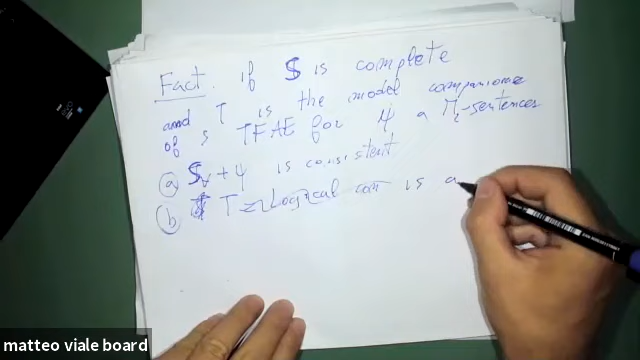 Fact. if S is complete
and T is the model companion
of S TFAE for ψ a Π₂-sentences
ⓐ S∀ + ψ is consistent
ⓑ T Logical con is a
matteo viale board